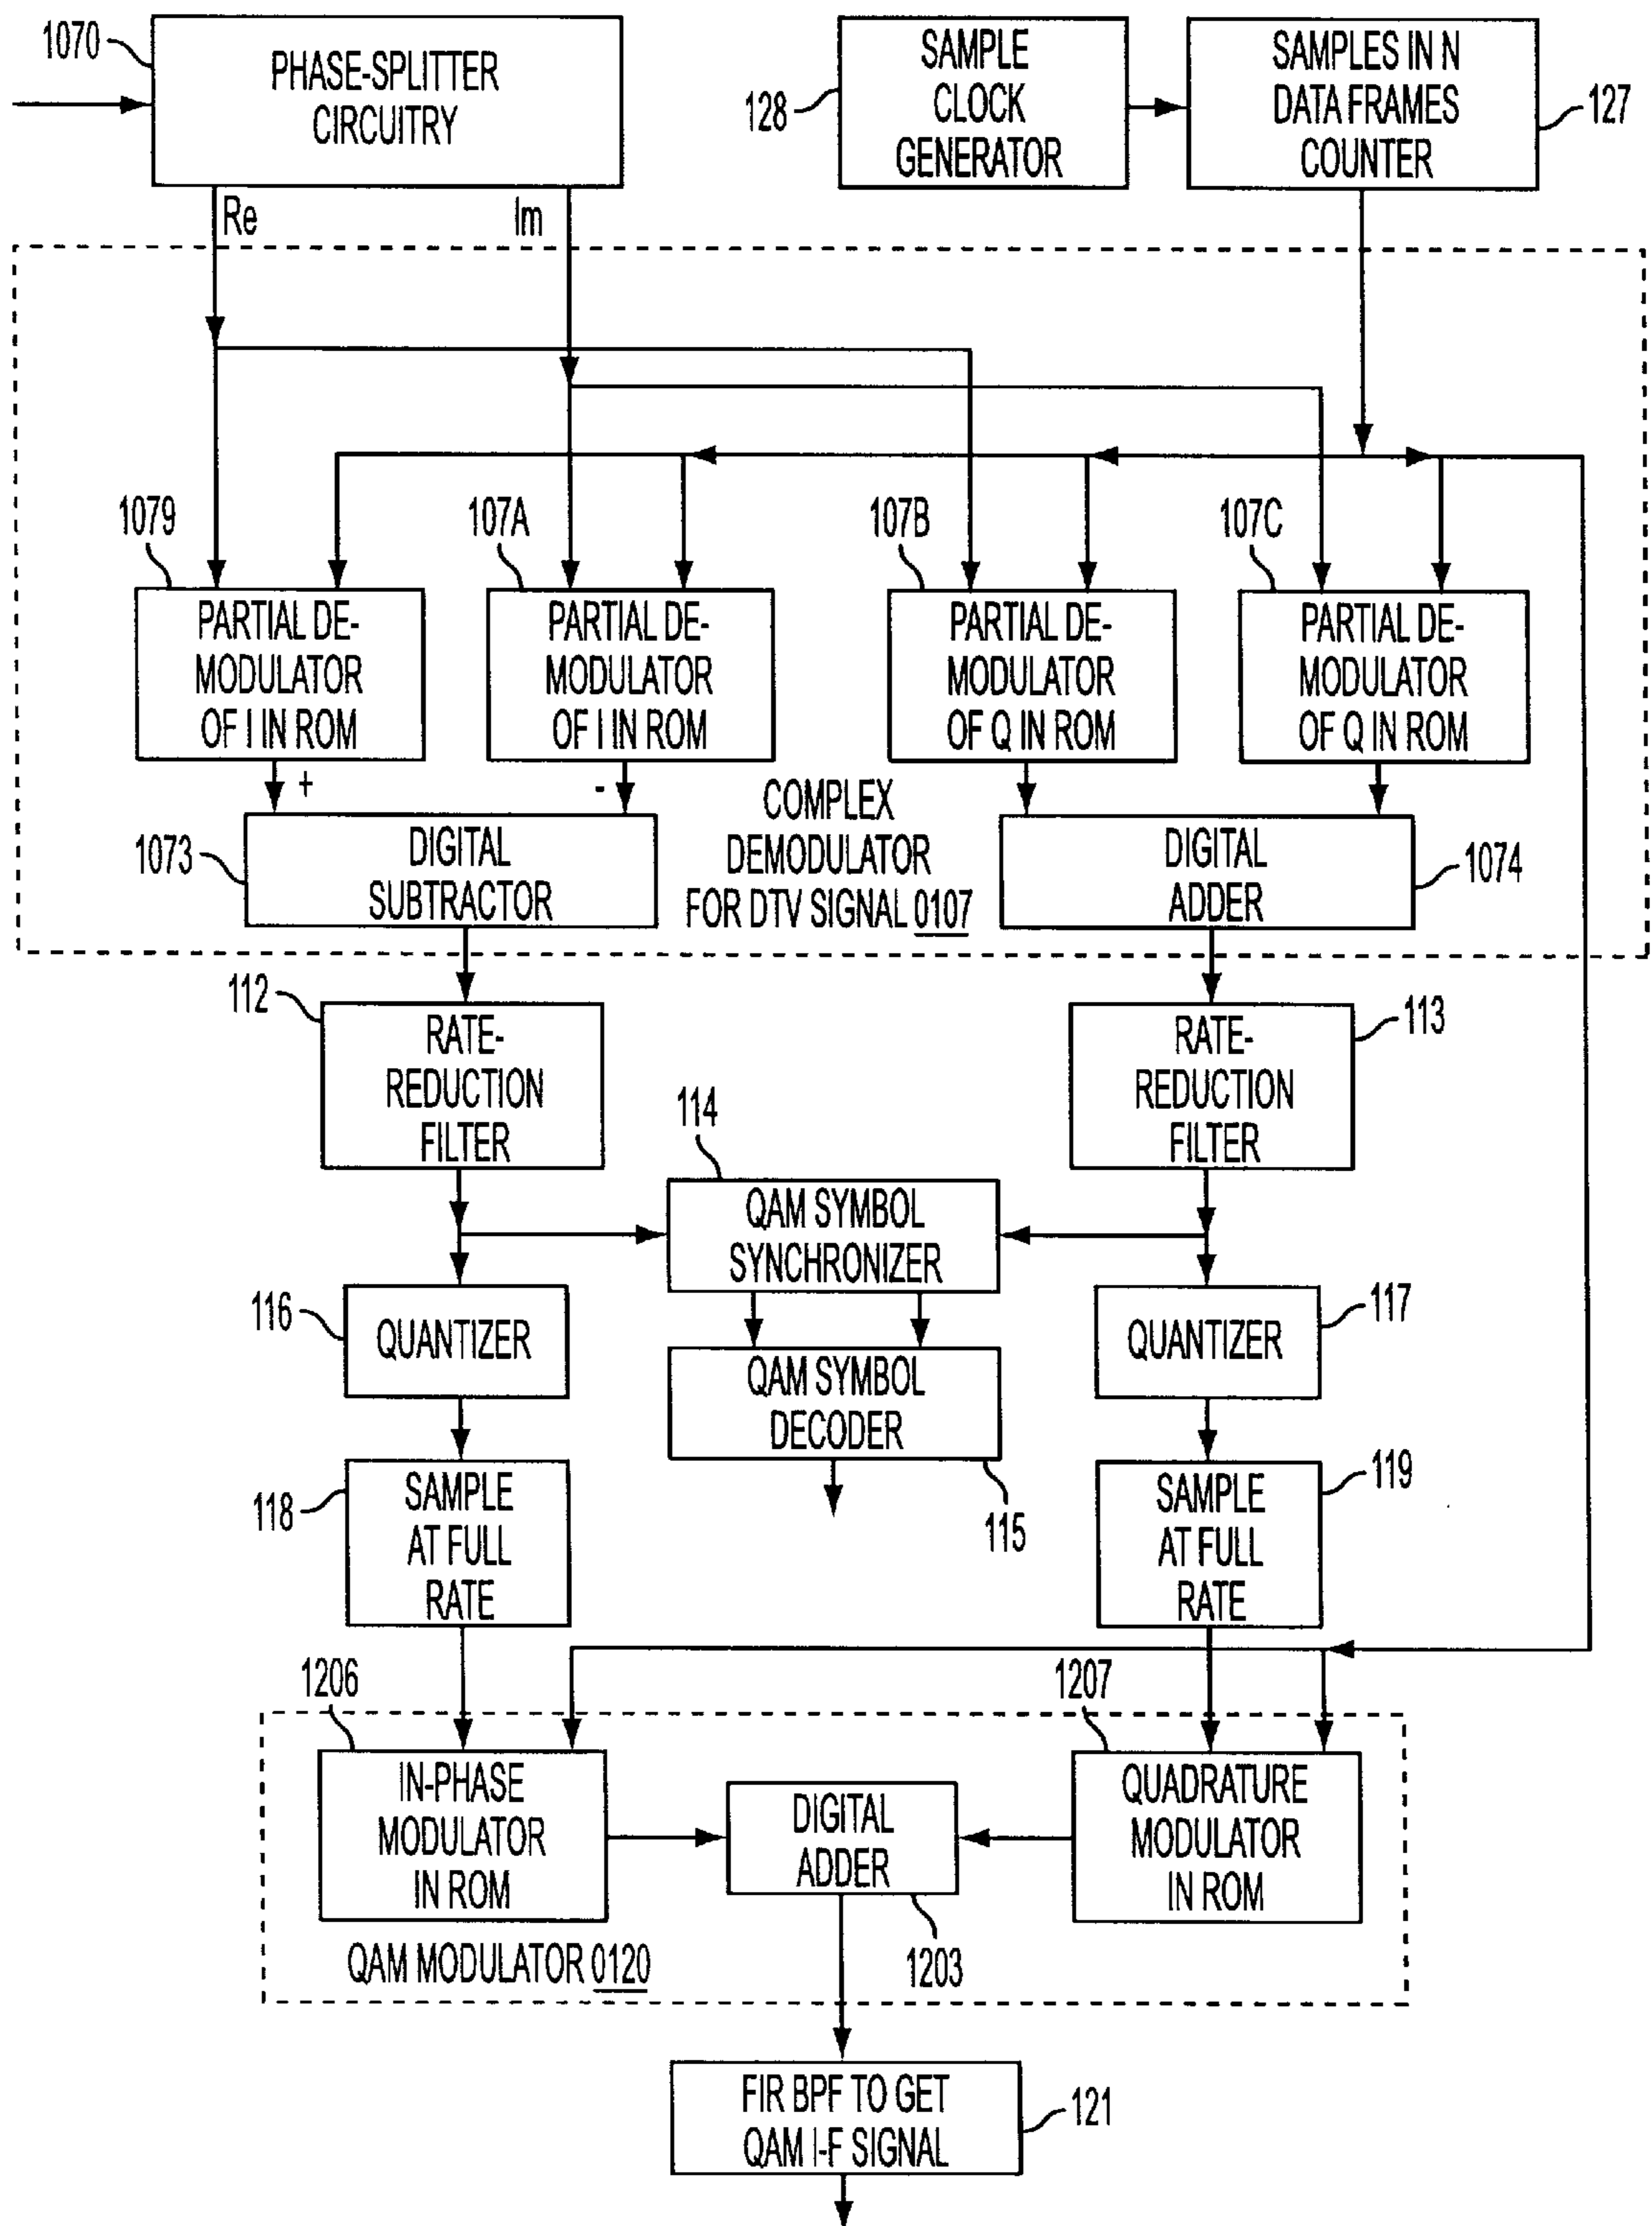 1070
PHASE-SPLITTER
CIRCUITRY
128
SAMPLE
CLOCK
GENERATOR
SAMPLES IN N
DATA FRAMES
COUNTER
127
Re
Im
1079
107A
107B
107C
PARTIAL DE-
MODULATOR
OF I IN ROM
PARTIAL DE-
MODULATOR
OF I IN ROM
PARTIAL DE-
MODULATOR
OF Q IN ROM
PARTIAL DE-
MODULATOR
OF Q IN ROM
+
-
1073
DIGITAL
SUBTRACTOR
COMPLEX
DEMODULATOR
FOR DTV SIGNAL 0107
DIGITAL
ADDER
1074
112
RATE-
REDUCTION
FILTER
113
RATE-
REDUCTION
FILTER
114
QAM SYMBOL
SYNCHRONIZER
116
QUANTIZER
117
QUANTIZER
QAM SYMBOL
DECODER
115
118
SAMPLE
AT FULL
RATE
119
SAMPLE
AT FULL
RATE
1206
IN-PHASE
MODULATOR
IN ROM
DIGITAL
ADDER
1203
1207
QUADRATURE
MODULATOR
IN ROM
QAM MODULATOR 0120
FIR BPF TO GET
QAM I-F SIGNAL
121